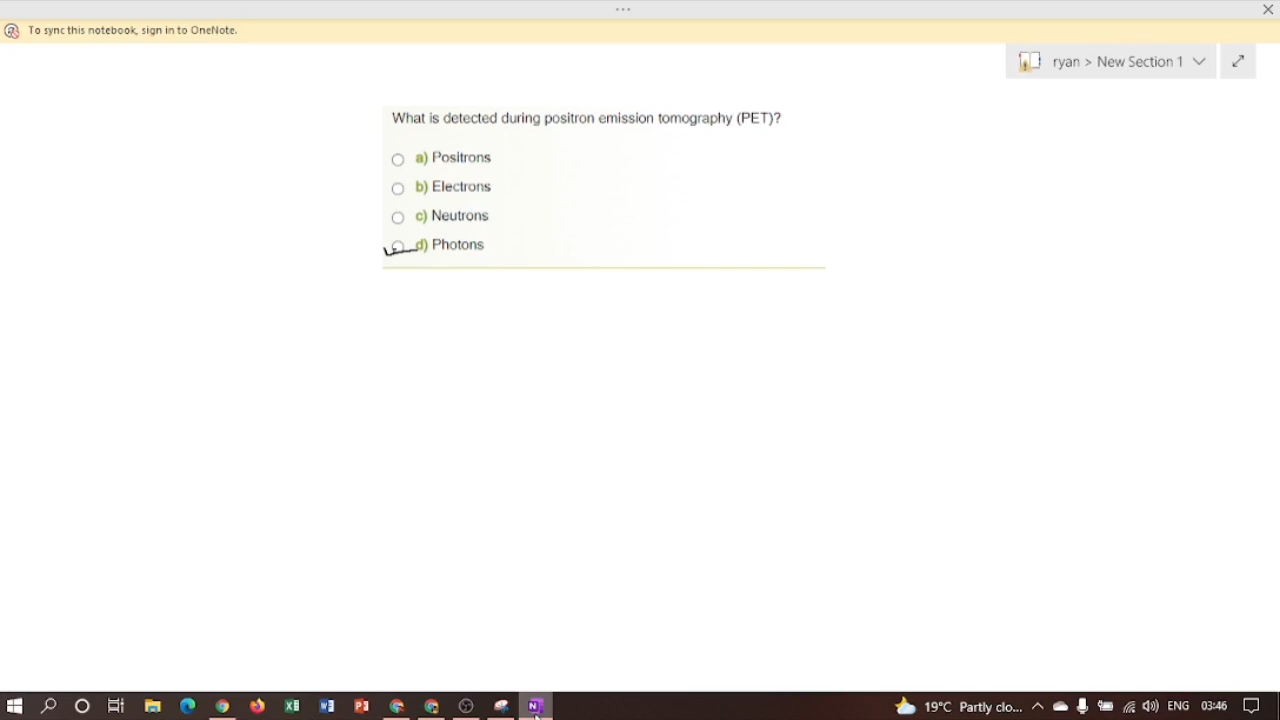 To sync this notebook, sign in to OneNote.
ryan > New Section 1
What is detected during positron emission tomography (PET)?
a) Positrons
b) Electrons
c) Neutrons
d) Photons
19°C Partly clo... ENG 03:46